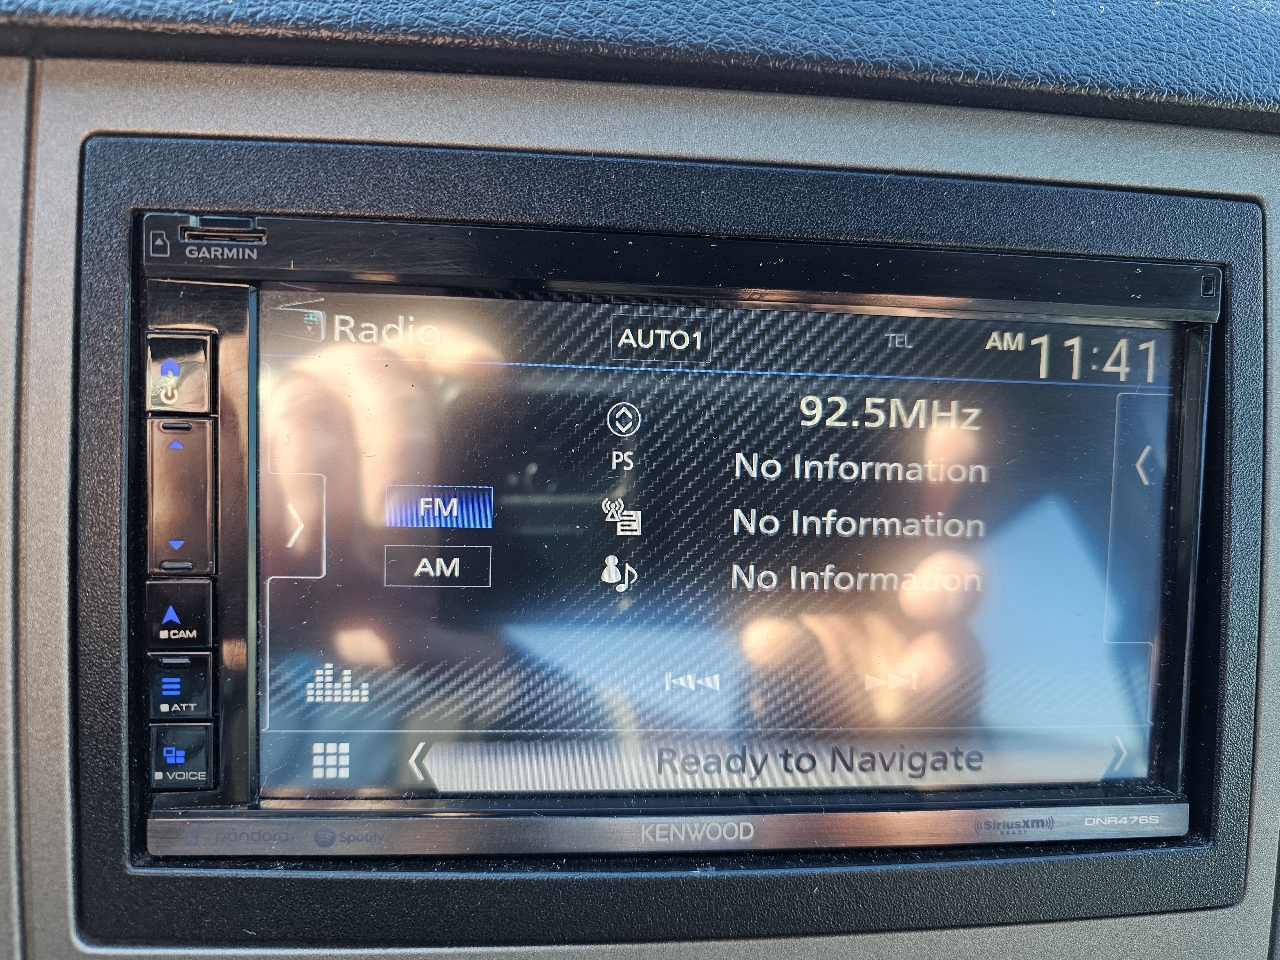 GARMIN
Radio
AUTO1
TEL
AM 11:41
92.5MHz
PS
No Information
FM
No Information
AM
No Information
CAM
ATT
VOICE
Ready to Navigate
pandora
Spotify
KENWOOD
SiriusXM
READY
DNR476S